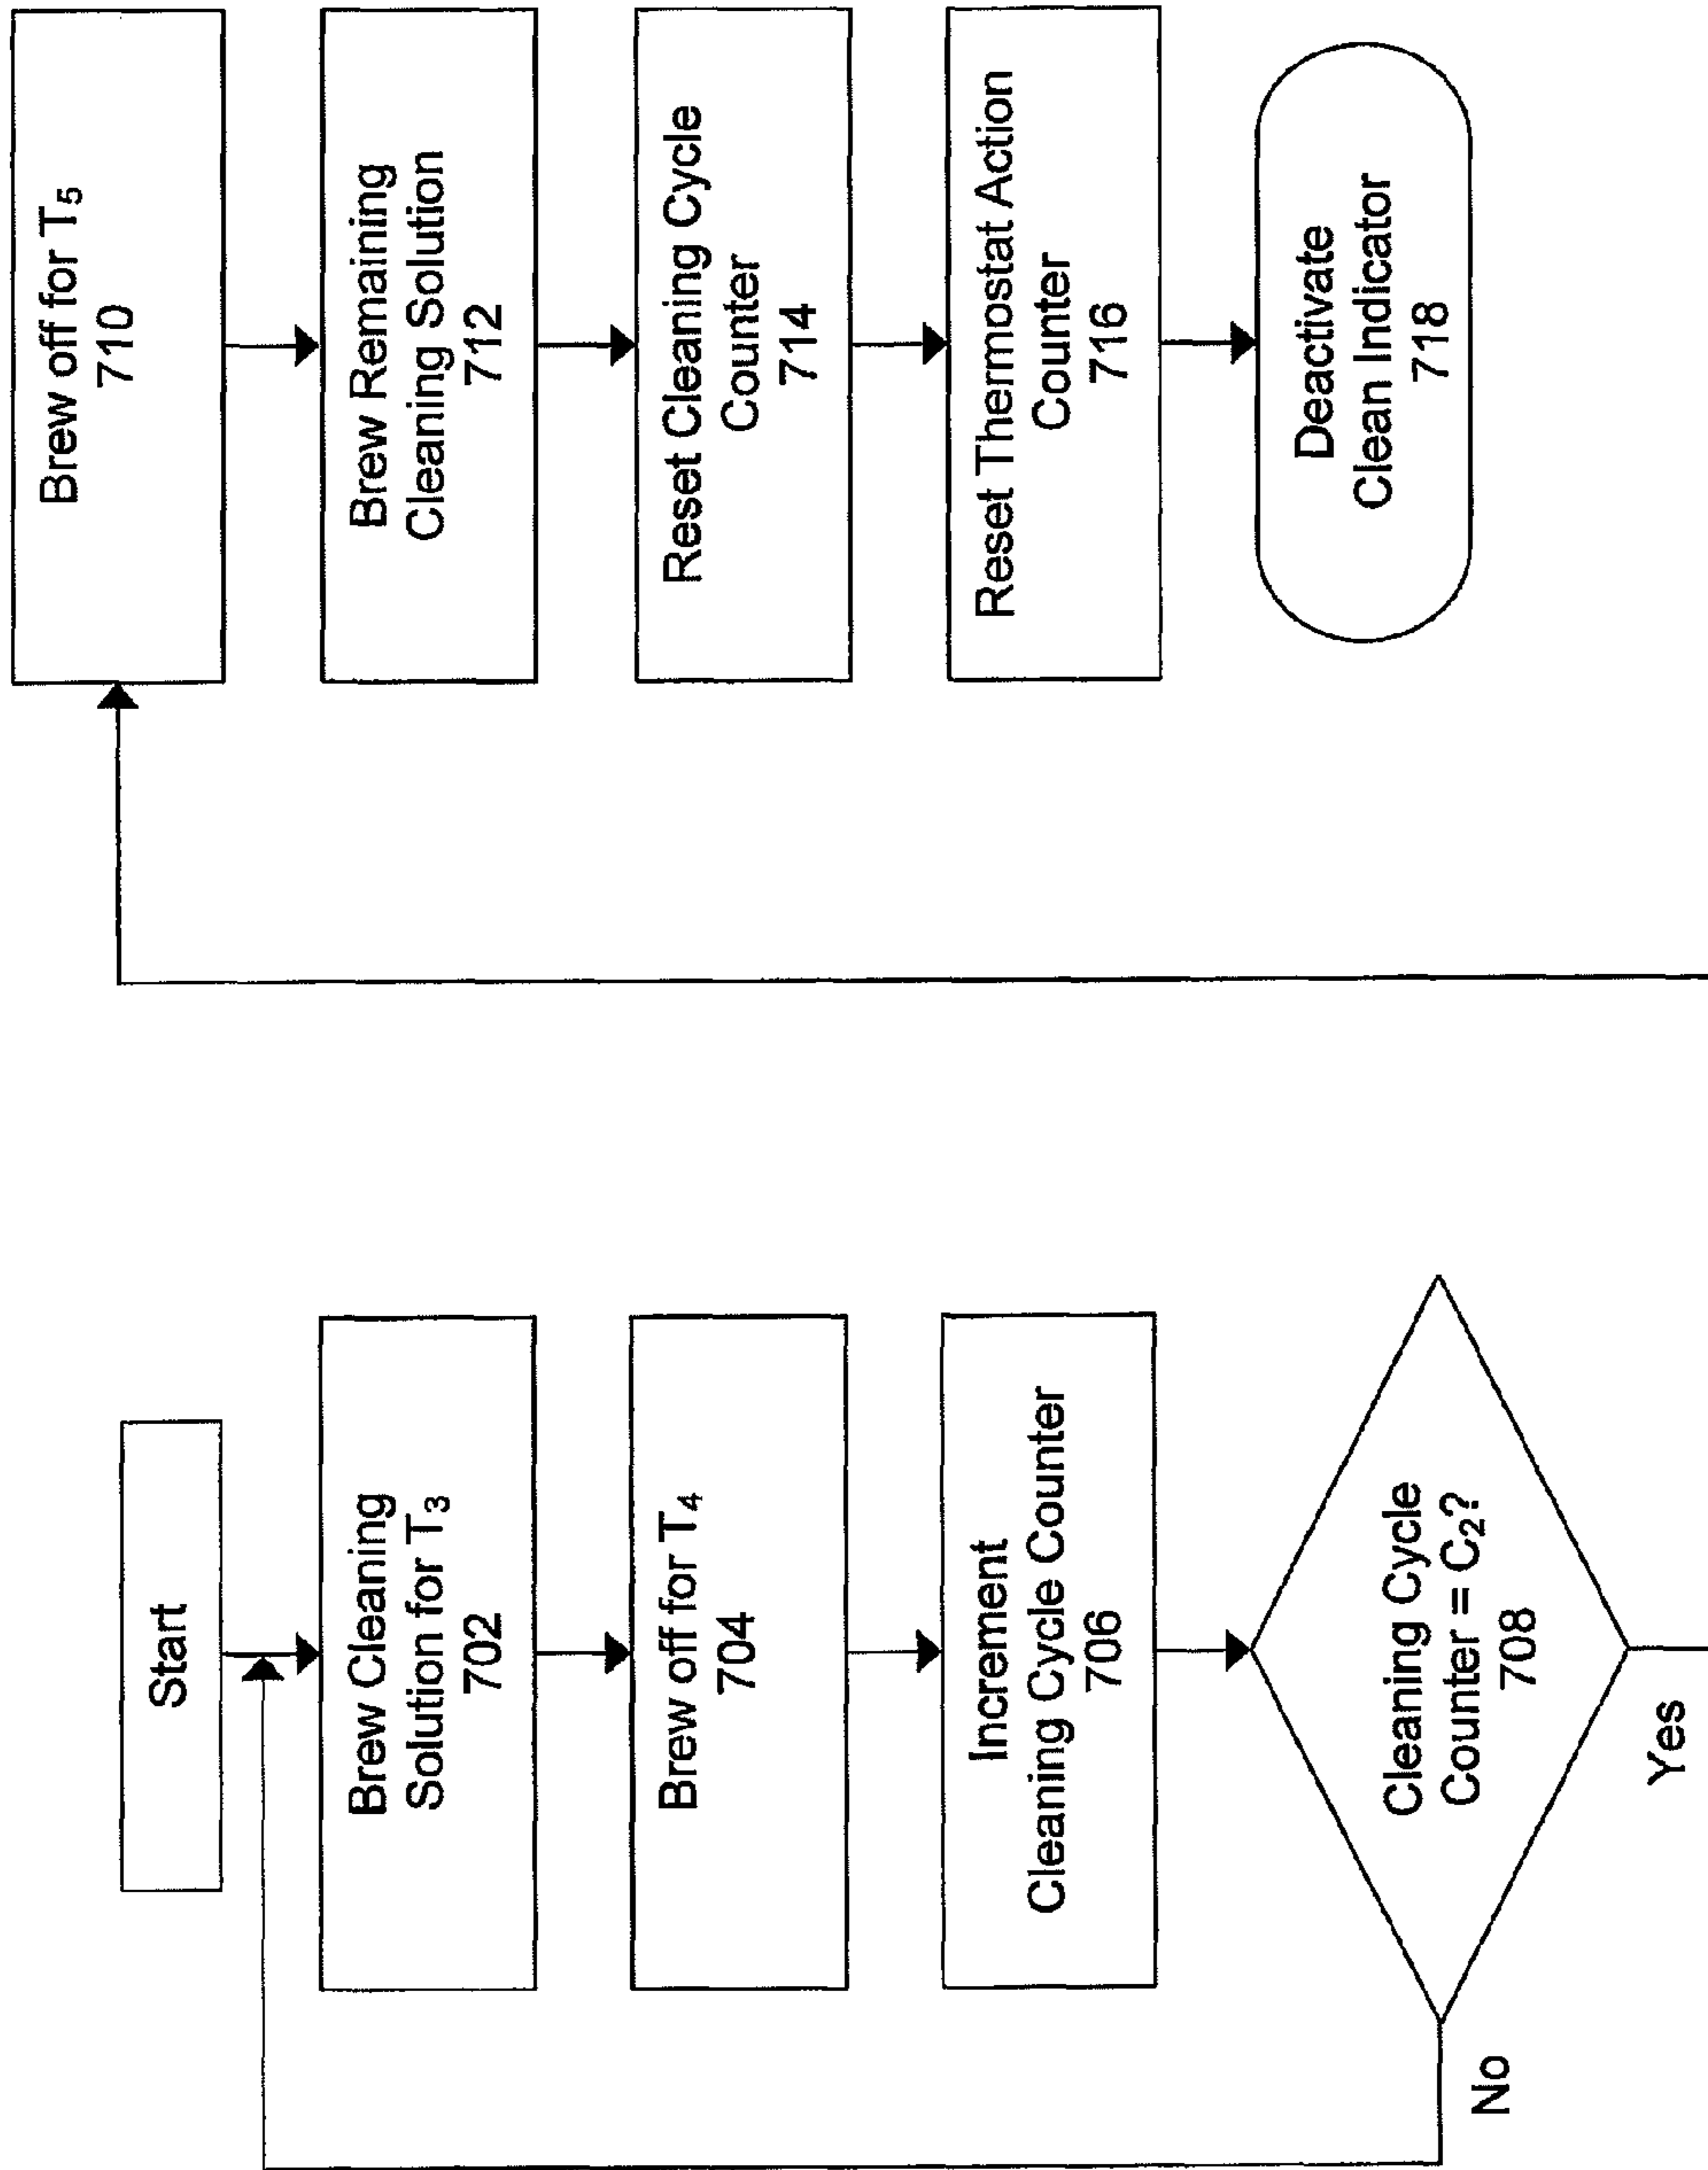 Start
Brew Cleaning
Solution for T₃
702
Brew off for T₄
704
Increment
Cleaning Cycle Counter
706
Cleaning Cycle
Counter = C₂?
708
No
Yes
Brew off for T₅
710
Brew Remaining
Cleaning Solution
712
Reset Cleaning Cycle
Counter
714
Reset Thermostat Action
Counter
716
Deactivate
Clean Indicator
718